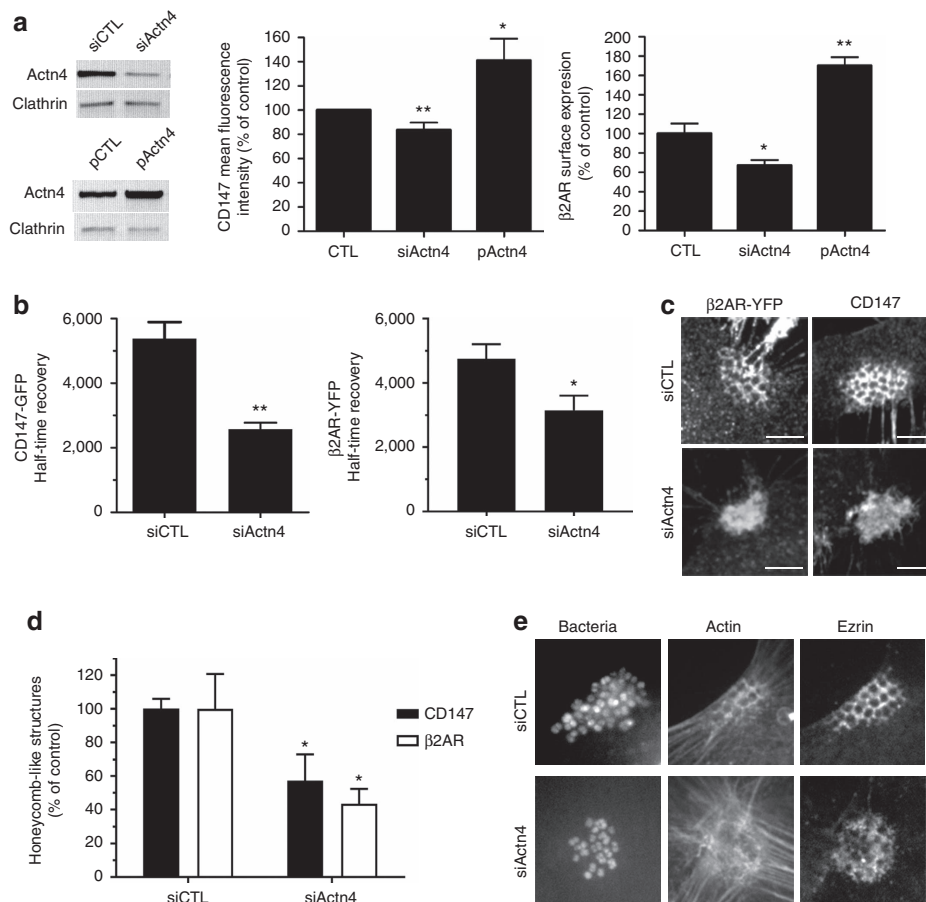 a
siCTL
siActn4
Actn4
Clathrin
pCTL
pActn4
Actn4
Clathrin
CD147 mean fluorescence
intensity (% of control)
160
140
120
100
80
60
40
20
0
**
*
CTL
siActn4
pActn4
β2AR surface expression
(% of control)
200
180
160
140
120
100
80
60
40
20
0
*
**
CTL
siActn4
pActn4
b
CD147-GFP
Half-time recovery
6,000
4,000
2,000
0
**
siCTL
siActn4
β2AR-YFP
Half-time recovery
6,000
4,000
2,000
0
*
siCTL
siActn4
c
β2AR-YFP
CD147
siCTL
siActn4
d
Honeycomb-like structures
(% of control)
120
100
80
60
40
20
0
*
*
siCTL
siActn4
CD147
β2AR
e
Bacteria
Actin
Ezrin
siCTL
siActn4